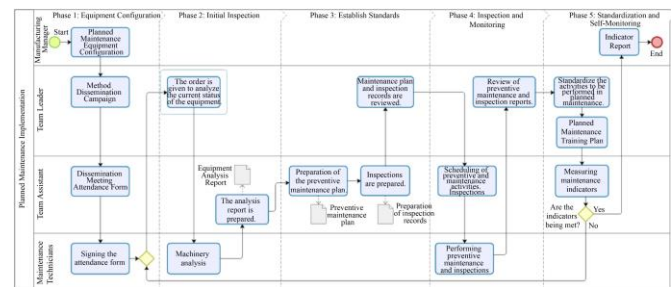 Phase 1: Equipment Configuration
Phase 2: Initial Inspection
Phase 3: Establish Standards
Phase 4: Inspection and
Monitoring
Phase 5: Standardization and
Self-Monitoring
Planned Maintenance Implementation
Manufacturing
Manager
Start
Planned
Maintenance
Equipment
Configuration
Indicator
Report
End
Team Leader
Method
Dissemination
Campaign
The order is
given to analyze
the current status
of the equipment.
Maintenance plan
and inspection
records are
reviewed.
Review of
preventive
maintenance and
inspection reports.
Standardize the
activities to be
performed in
planned
maintenance.
Planned
Maintenance
Training Plan
Team Assistant
Dissemination
Meeting
Attendance Form
Equipment
Analysis
Report
The analysis
report is
prepared.
Preparation of
the preventive
maintenance plan
Inspections
are prepared.
Preventive
maintenance
plan
Preparation
of inspection
records
Scheduling of
preventive and
maintenance
activities.
Inspections
Measuring
maintenance
indicators
Are the
indicators
being met?
Yes
No
Maintenance
Technicians
Signing the
attendance form
Machinery
analysis
Performing
preventive
maintenance
and inspections